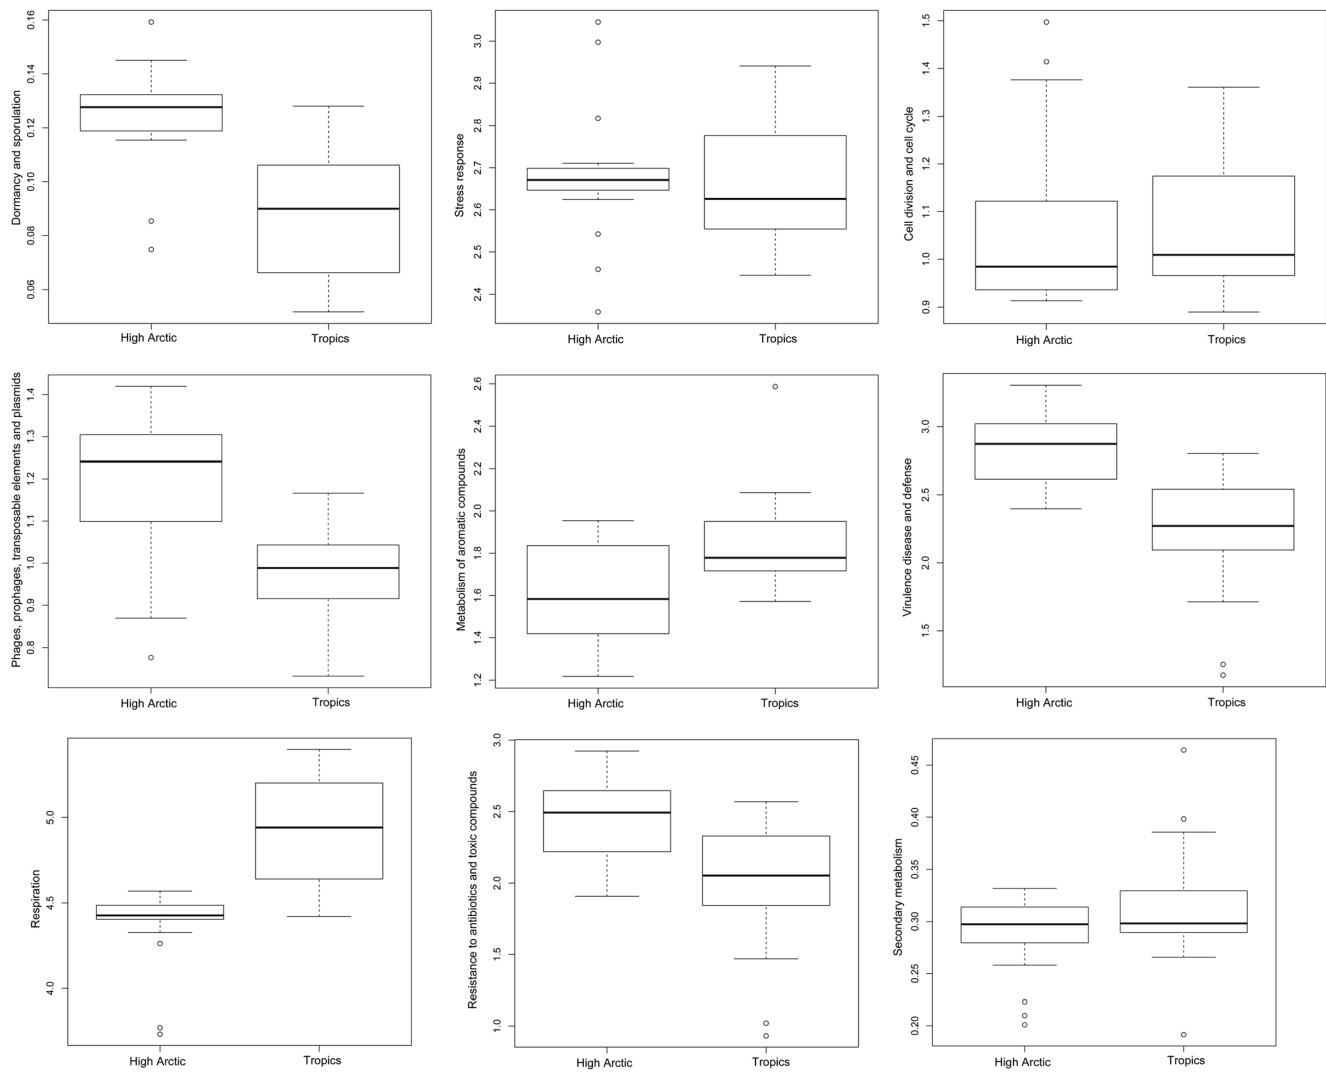 Dormancy and sporulation
0.16
0.14
0.12
0.10
0.08
0.06
High Arctic
Tropics
Stress response
3.0
2.9
2.8
2.7
2.6
2.5
2.4
High Arctic
Tropics
Cell division and cell cycle
1.5
1.4
1.3
1.2
1.1
1.0
0.9
High Arctic
Tropics
Phages, prophages, transposable elements and plasmids
1.4
1.3
1.2
1.1
1.0
0.9
0.8
High Arctic
Tropics
Metabolism of aromatic compounds
2.6
2.4
2.2
2.0
1.8
1.6
1.4
1.2
High Arctic
Tropics
Virulence disease and defense
3.0
2.5
2.0
1.5
High Arctic
Tropics
Respiration
5.0
4.5
4.0
High Arctic
Tropics
Resistance to antibiotics and toxic compounds
3.0
2.5
2.0
1.5
1.0
High Arctic
Tropics
Secondary metabolism
0.45
0.40
0.35
0.30
0.25
0.20
High Arctic
Tropics